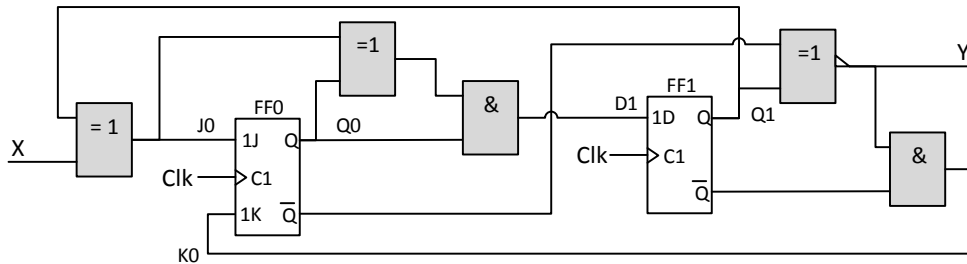 =1
=1
Y
X
= 1
J0
FF0
1J
Q
Q0
Clk
C1
1K
Q̅
K0
&
D1
FF1
1D
Q
Q1
Clk
C1
Q̅
&